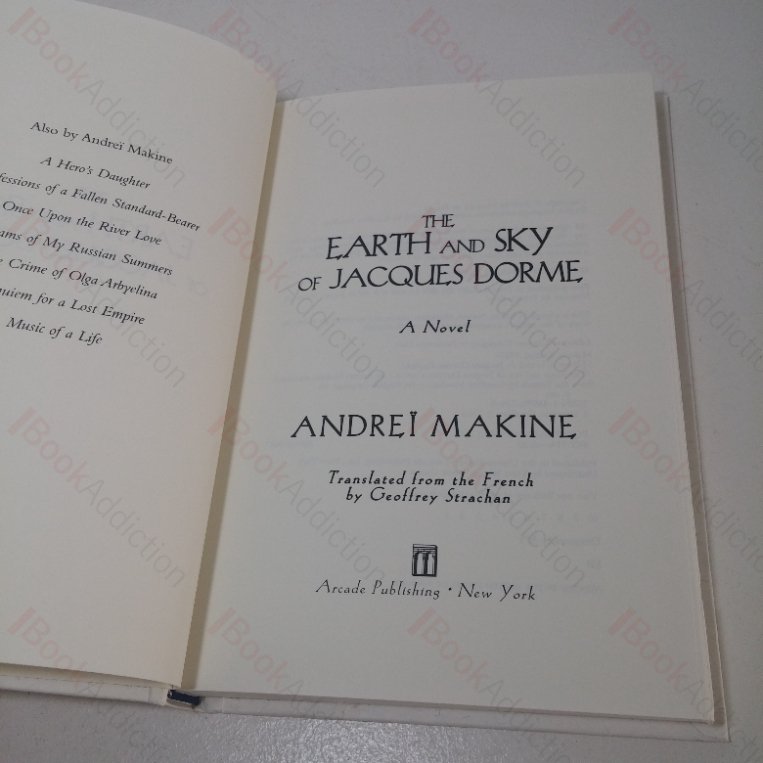 Also by Andreï Makine
A Hero's Daughter
fessions of a Fallen Standard-Bearer
Once Upon the River Love
ams of My Russian Summers
Crime of Olga Arbyelina
quiem for a Lost Empire
Music of a Life
THE
EARTH AND SKY
OF JACQUES DORME
A Novel
ANDREÏ MAKINE
Translated from the French
by Geoffrey Strachan
Arcade Publishing · New York
BookAddiction